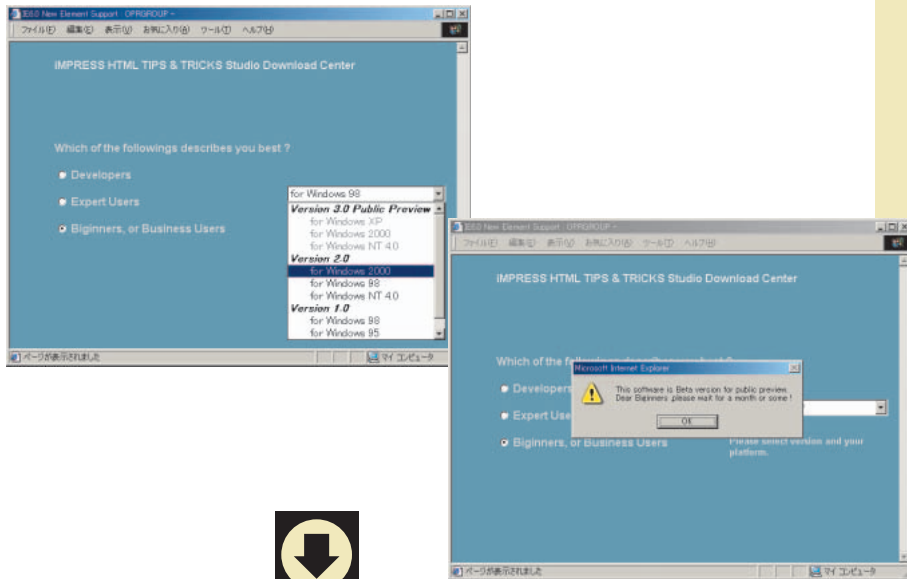 IE6.0 New Element Support : OPRGROUP -
ファイル(F) 編集(E) 表示(V) お気に入り(A) ツール(T) ヘルプ(H)
IMPRESS HTML TIPS & TRICKS Studio Download Center
Which of the followings describes you best ?
Developers
Expert Users
Biginners, or Business Users
for Windows 98
Version 3.0 Public Preview
for Windows XP
for Windows 2000
for Windows NT 4.0
Version 2.0
for Windows 2000
for Windows 98
for Windows NT 4.0
Version 1.0
for Windows 98
for Windows 95
ページが表示されました
マイ コンピュータ
IE6.0 New Element Support : OPRGROUP -
ファイル(F) 編集(E) 表示(V) お気に入り(A) ツール(T) ヘルプ(H)
IMPRESS HTML TIPS & TRICKS Studio Download Center
Which of the
Microsoft Internet Explorer
This software is Beta version for public preview.
Dear Biginners ,please wait for a month or some !
OK
Developers
Expert Use
Biginners, or Business Users
Please select version and your
platform.
ページが表示されました
マイ コンピュータ